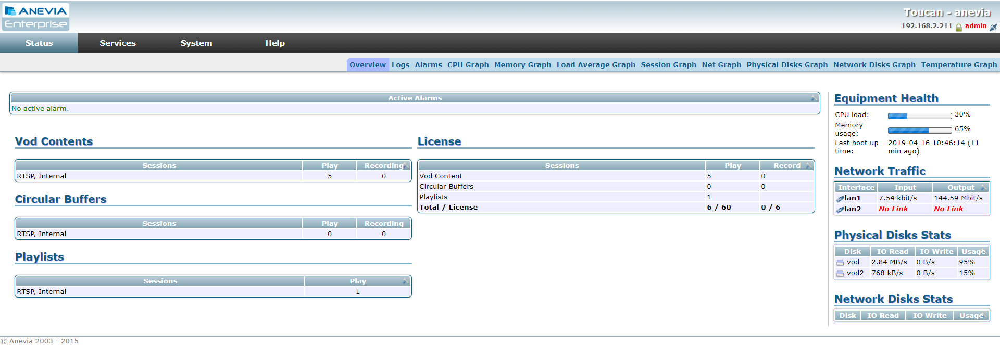 ANEVIA
Enterprise
Toucan - anevia
192.168.2.211 admin
Status Services System Help
Overview Logs Alarms CPU Graph Memory Graph Load Average Graph Session Graph Net Graph Physical Disks Graph Network Disks Graph Temperature Graph
Active Alarms
No active alarm.
Vod Contents
Sessions Play Recording
RTSP, Internal 5 0
Circular Buffers
Sessions Play Recording
RTSP, Internal 0 0
Playlists
Sessions Play
RTSP, Internal 1
License
Sessions Play Record
Vod Content 5 0
Circular Buffers 0 0
Playlists 1
Total / License 6 / 60 0 / 6
Equipment Health
CPU load: 30%
Memory
usage: 65%
Last boot up 2019-04-16 10:46:14 (11
time: min ago)
Network Traffic
Interface Input Output
lan1 7.54 kbit/s 144.59 Mbit/s
lan2 No Link No Link
Physical Disks Stats
Disk IO Read IO Write Usage
vod 2.84 MB/s 0 B/s 95%
vod2 768 kB/s 0 B/s 15%
Network Disks Stats
Disk IO Read IO Write Usage
© Anevia 2003 - 2015